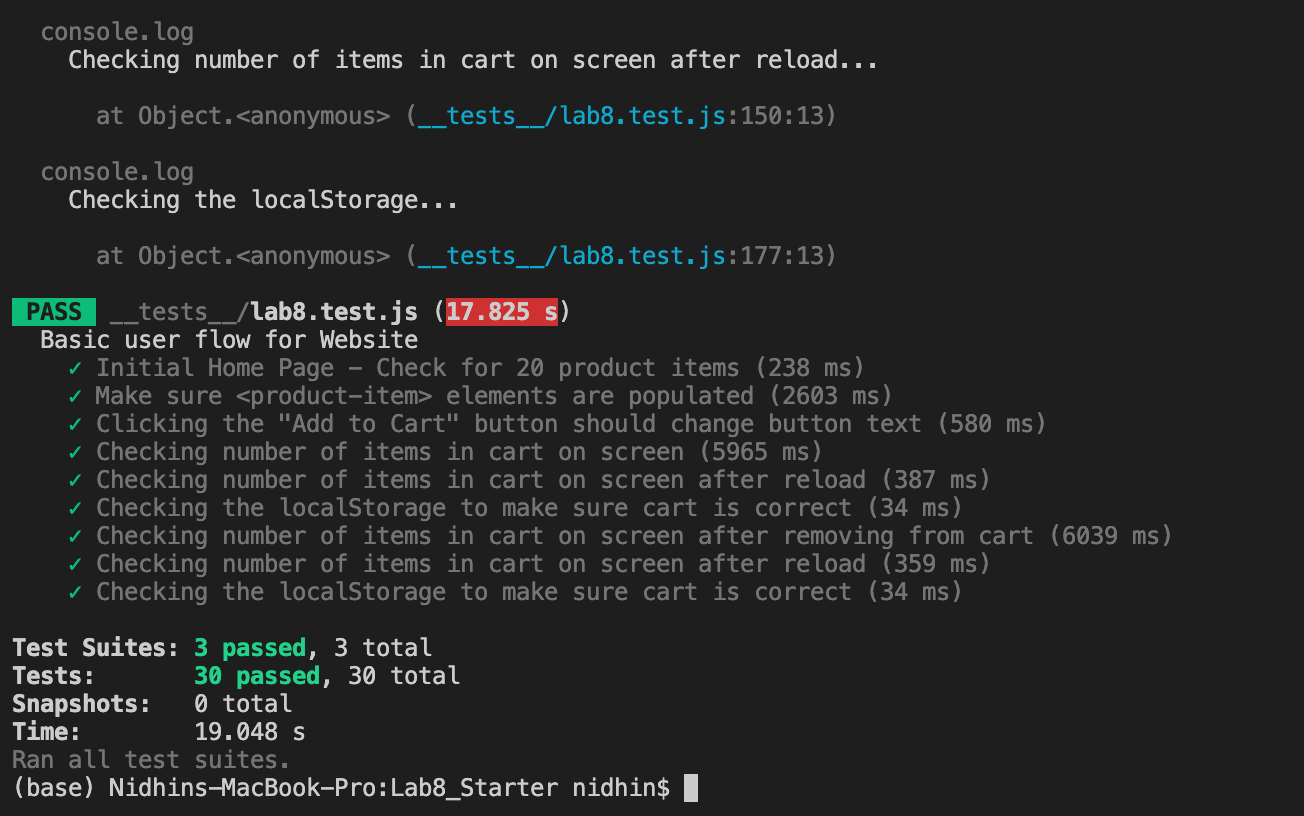 console.log
Checking number of items in cart on screen after reload...
at Object.<anonymous> (__tests__/lab8.test.js:150:13)
console.log
Checking the localStorage...
at Object.<anonymous> (__tests__/lab8.test.js:177:13)
PASS __tests__/lab8.test.js (17.825 s)
Basic user flow for Website
✓ Initial Home Page – Check for 20 product items (238 ms)
✓ Make sure <product-item> elements are populated (2603 ms)
✓ Clicking the "Add to Cart" button should change button text (580 ms)
✓ Checking number of items in cart on screen (5965 ms)
✓ Checking number of items in cart on screen after reload (387 ms)
✓ Checking the localStorage to make sure cart is correct (34 ms)
✓ Checking number of items in cart on screen after removing from cart (6039 ms)
✓ Checking number of items in cart on screen after reload (359 ms)
✓ Checking the localStorage to make sure cart is correct (34 ms)
Test Suites: 3 passed, 3 total
Tests: 30 passed, 30 total
Snapshots: 0 total
Time: 19.048 s
Ran all test suites.
(base) Nidhins-MacBook-Pro:Lab8_Starter nidhin$